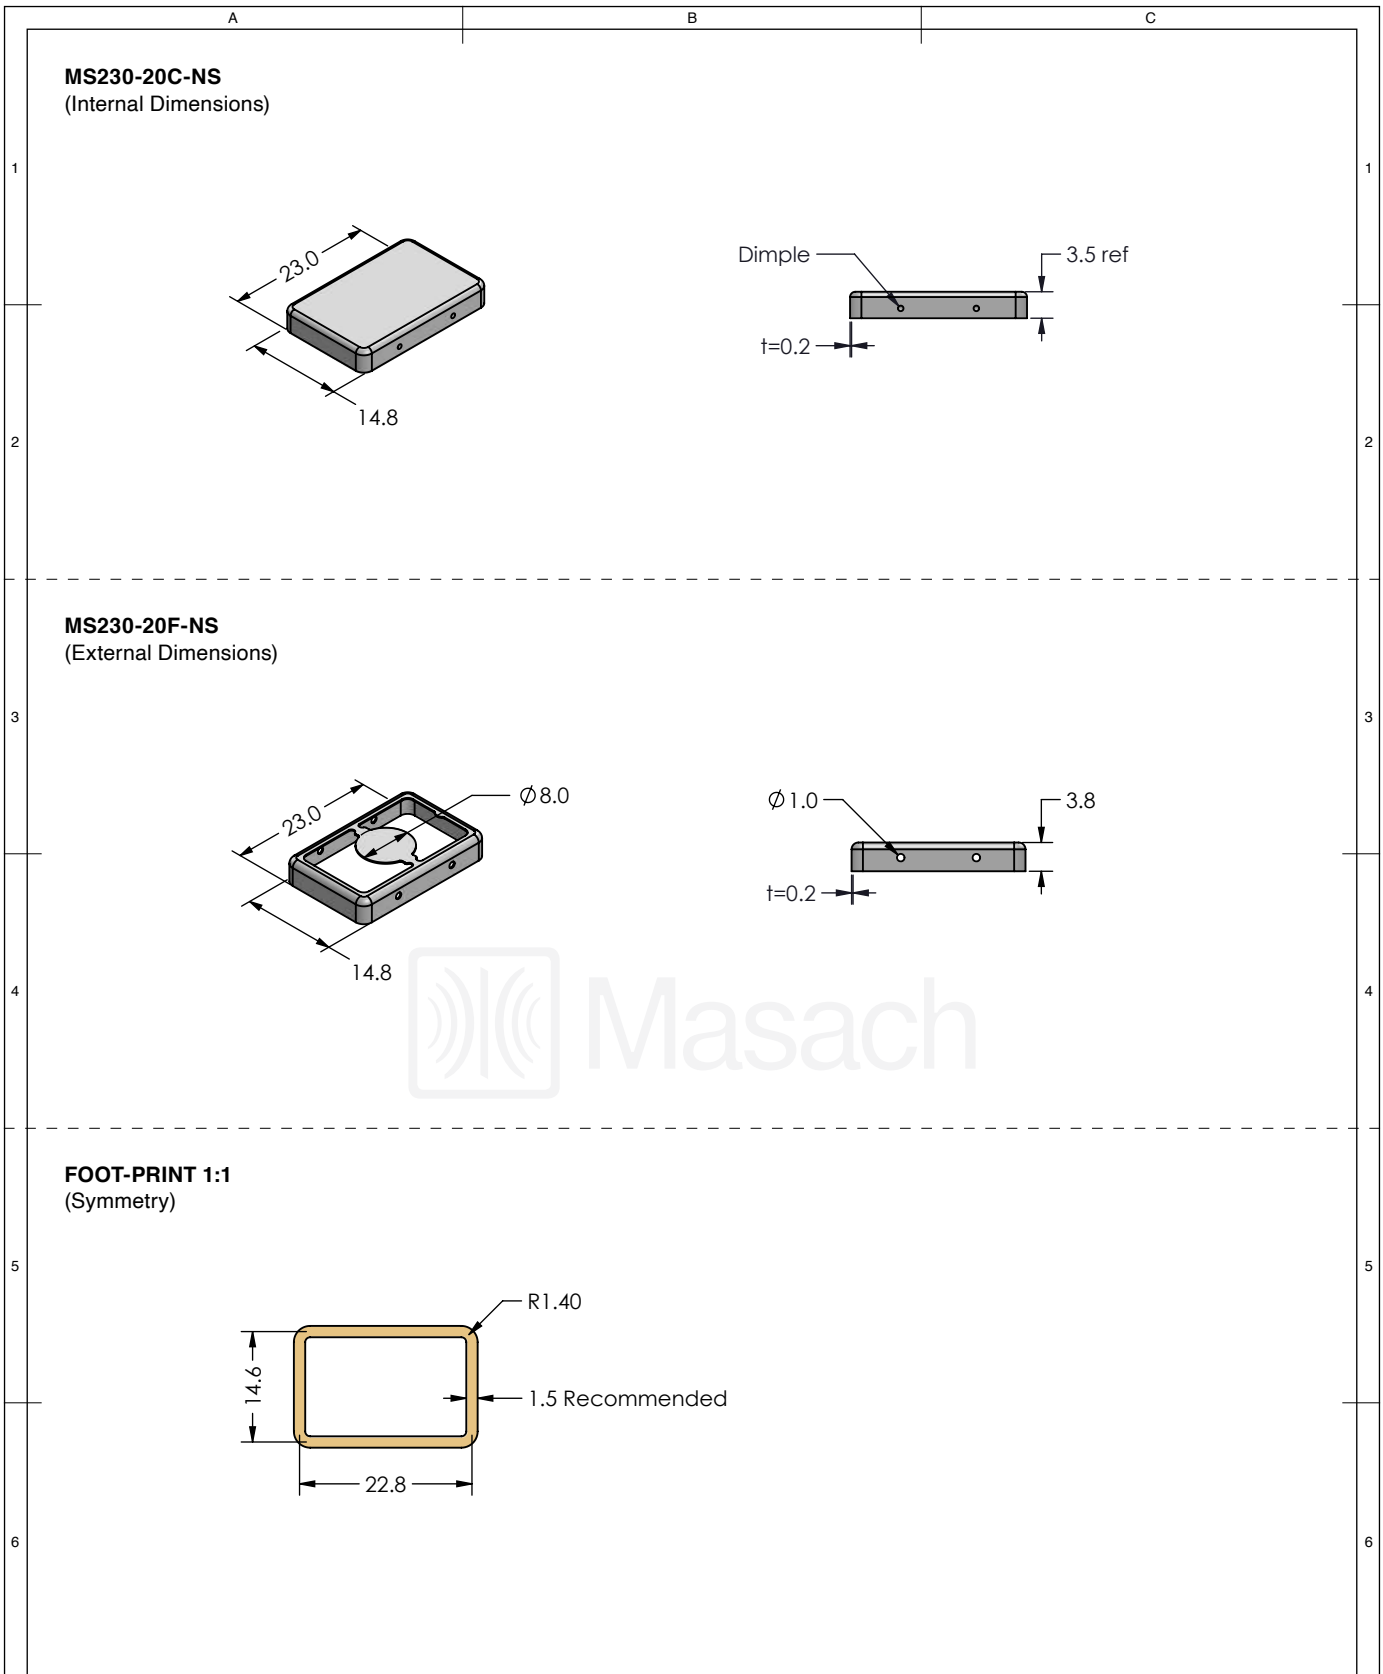 A B C
MS230-20C-NS
(Internal Dimensions)
1 1
23.0
14.8
Dimple
3.5 ref
t=0.2
2 2
MS230-20F-NS
(External Dimensions)
3 3
23.0
Ø8.0
14.8
Ø1.0
3.8
t=0.2
Masach
4 4
FOOT-PRINT 1:1
(Symmetry)
5 5
R1.40
14.6
1.5 Recommended
22.8
6 6